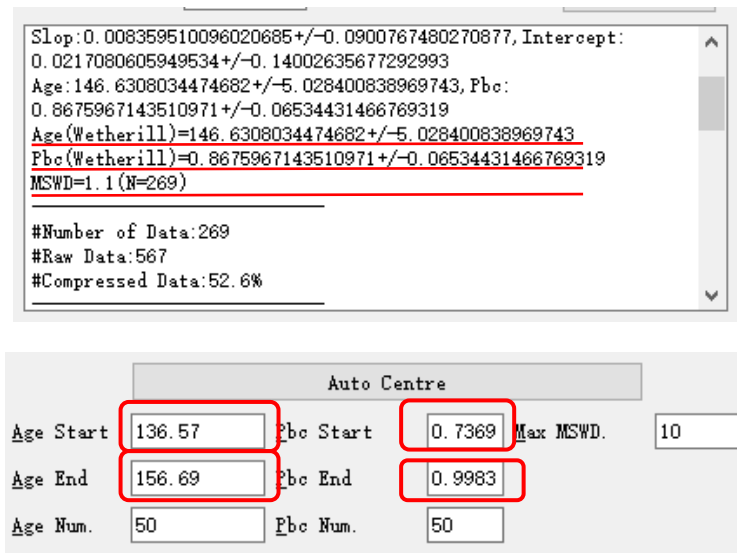 Slop:0.008359510096020685+/-0.0900767480270877,Intercept:
0.0217080605949534+/-0.14002635677292993
Age:146.6308034474682+/-5.028400838969743,Pbc:
0.8675967143510971+/-0.06534431466769319
Age(Wetherill)=146.6308034474682+/-5.028400838969743
Pbc(Wetherill)=0.8675967143510971+/-0.06534431466769319
MSWD=1.1(N=269)
#Number of Data:269
#Raw Data:567
#Compressed Data:52.6%
Auto Centre
Age Start 136.57 Pbc Start 0.7369 Max MSWD. 10
Age End 156.69 Pbc End 0.9983
Age Num. 50 Pbc Num. 50